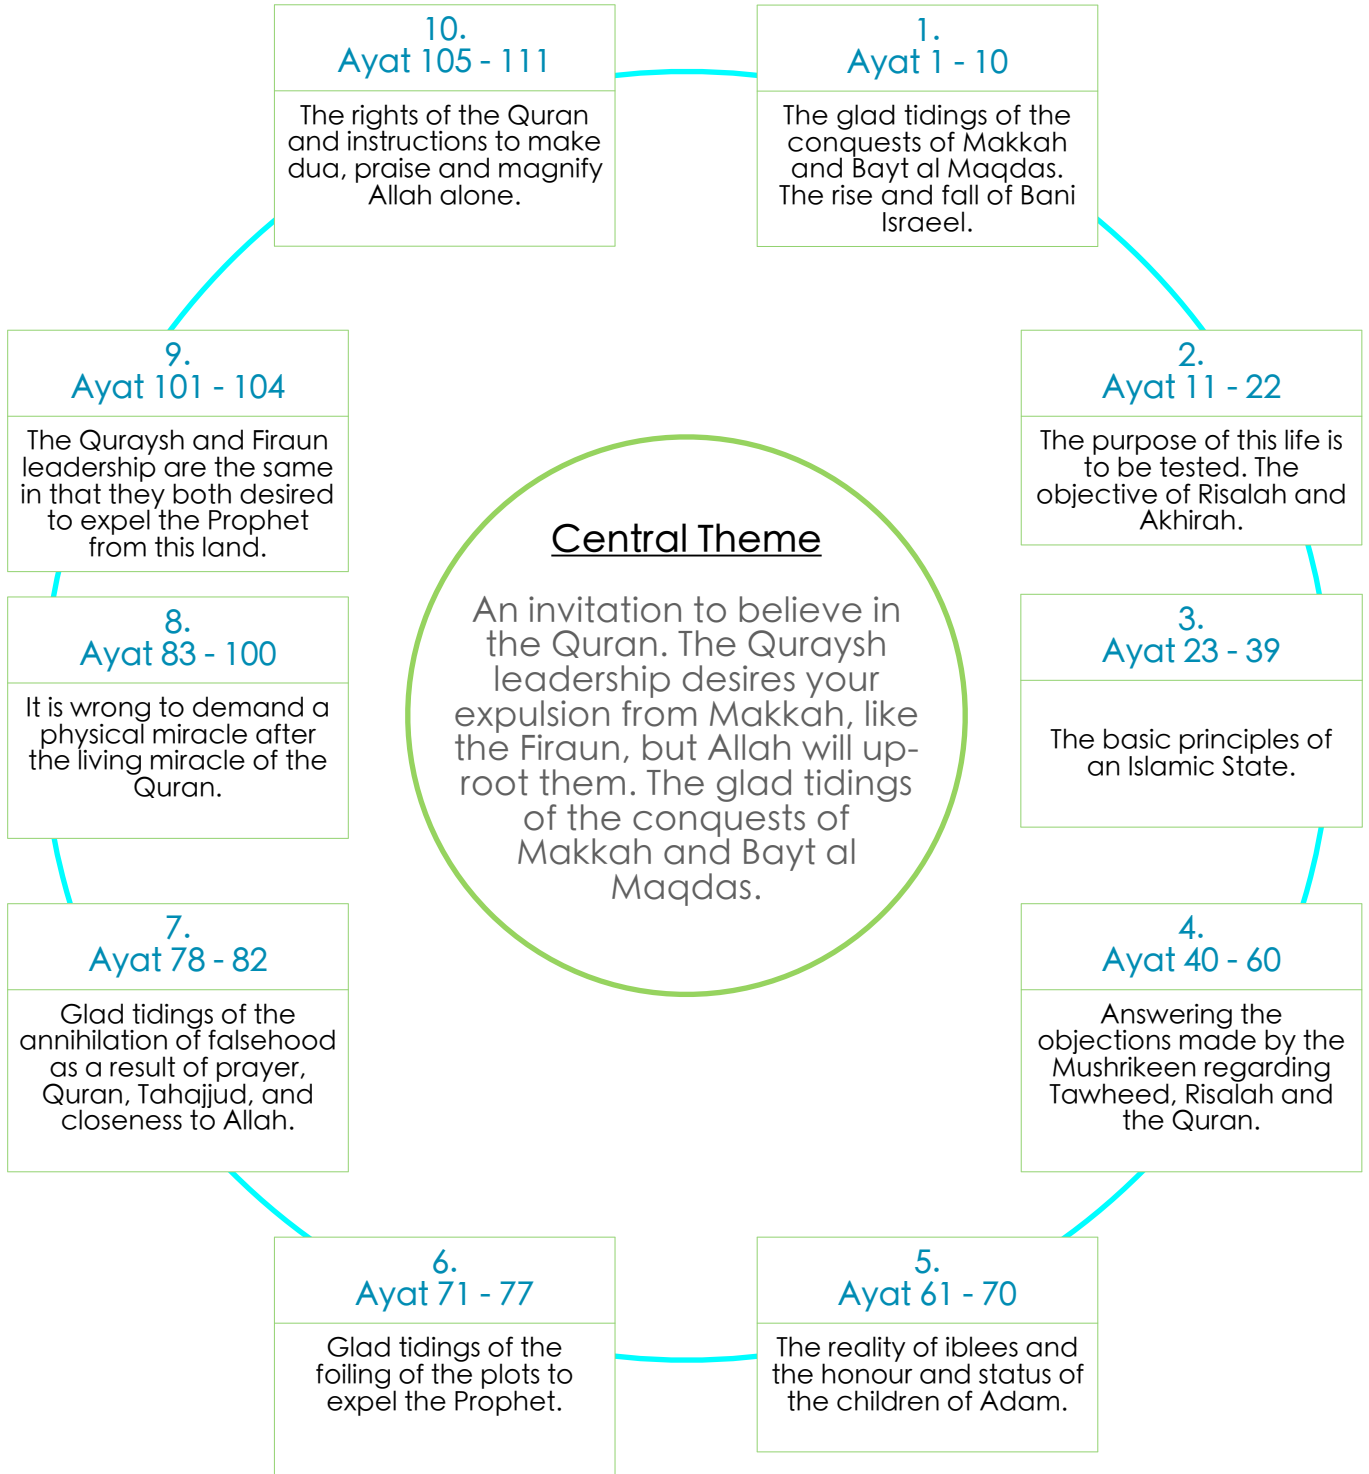 10.
Ayat 105 - 111
The rights of the Quran
and instructions to make
dua, praise and magnify
Allah alone.
1.
Ayat 1 - 10
The glad tidings of the
conquests of Makkah
and Bayt al Maqdas.
The rise and fall of Bani
Israeel.
9.
Ayat 101 - 104
The Quraysh and Firaun
leadership are the same
in that they both desired
to expel the Prophet
from this land.
2.
Ayat 11 - 22
The purpose of this life is
to be tested. The
objective of Risalah and
Akhirah.
Central Theme
An invitation to believe in
the Quran. The Quraysh
leadership desires your
expulsion from Makkah, like
the Firaun, but Allah will up-
root them. The glad tidings
of the conquests of
Makkah and Bayt al
Maqdas.
8.
Ayat 83 - 100
It is wrong to demand a
physical miracle after
the living miracle of the
Quran.
3.
Ayat 23 - 39
The basic principles of
an Islamic State.
7.
Ayat 78 - 82
Glad tidings of the
annihilation of falsehood
as a result of prayer,
Quran, Tahajjud, and
closeness to Allah.
4.
Ayat 40 - 60
Answering the
objections made by the
Mushrikeen regarding
Tawheed, Risalah and
the Quran.
6.
Ayat 71 - 77
Glad tidings of the
foiling of the plots to
expel the Prophet.
5.
Ayat 61 - 70
The reality of iblees and
the honour and status of
the children of Adam.